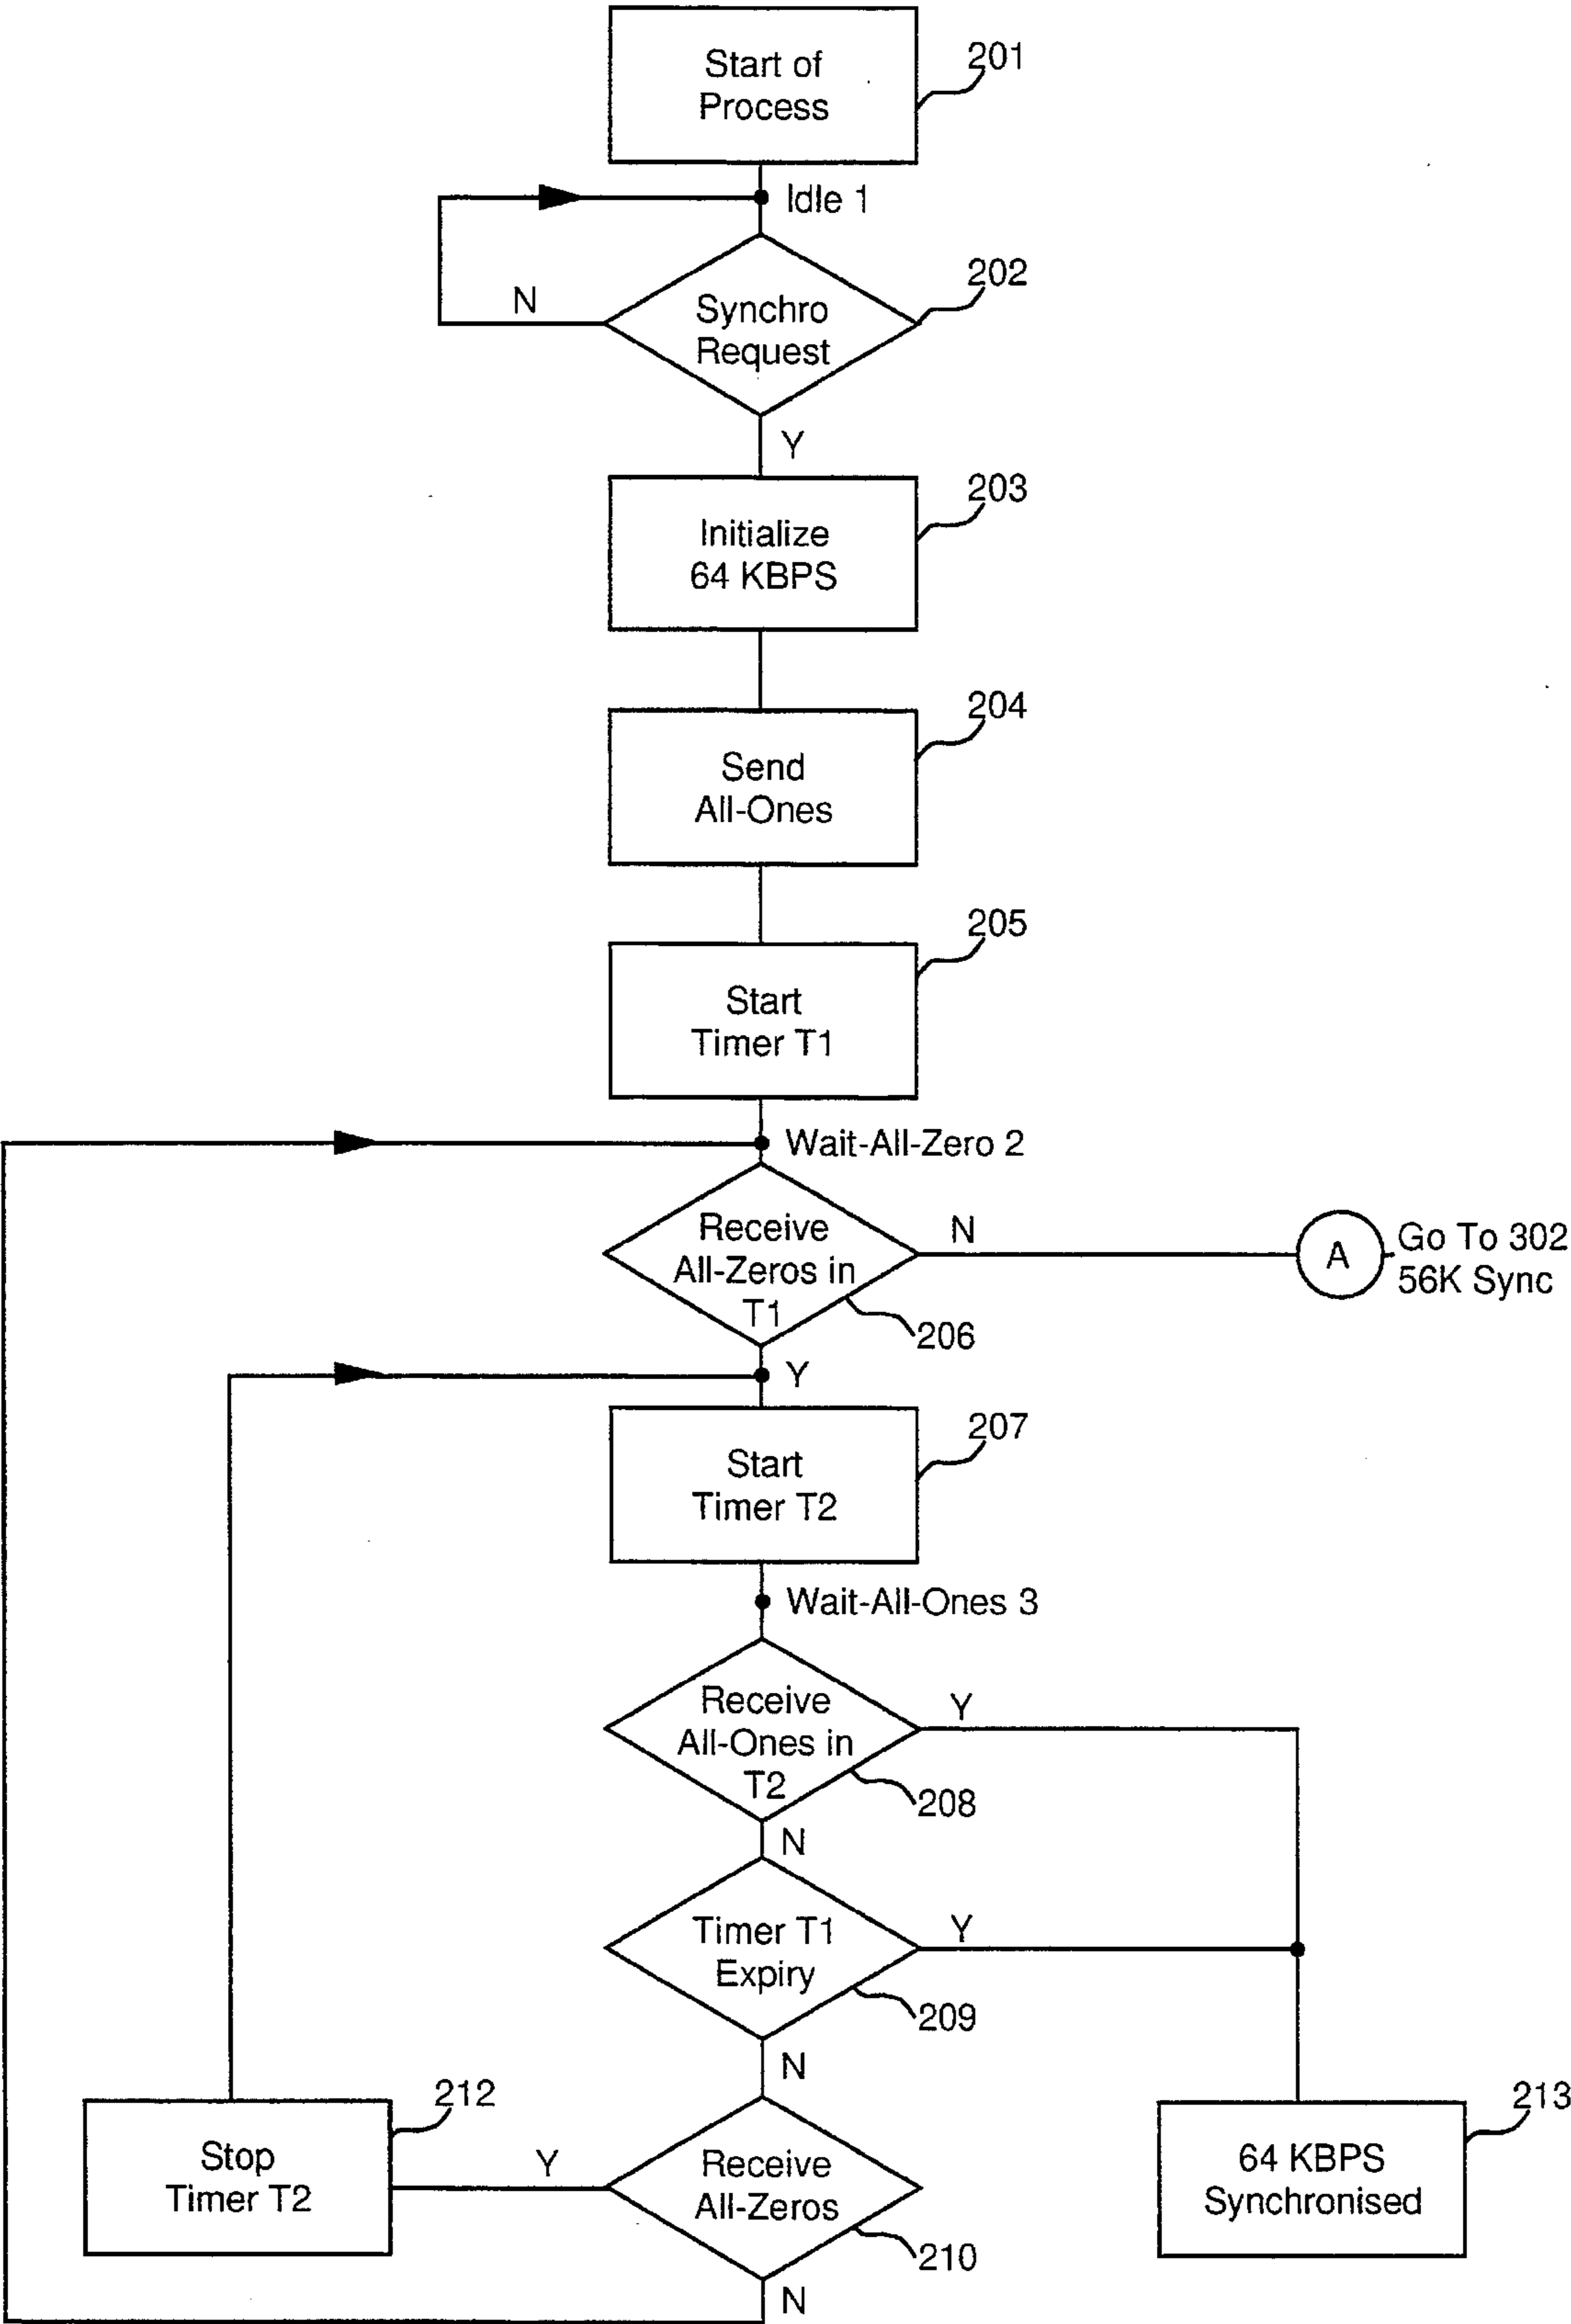 Start of
Process
201
Idle 1
202
N
Synchro
Request
Y
203
Initialize
64 KBPS
204
Send
All-Ones
205
Start
Timer T1
Wait-All-Zero 2
Receive
All-Zeros in
T1
N
A
Go To 302
56K Sync
206
Y
207
Start
Timer T2
Wait-All-Ones 3
Receive
All-Ones in
T2
Y
208
N
Timer T1
Expiry
Y
209
N
212
Stop
Timer T2
Y
Receive
All-Zeros
210
N
213
64 KBPS
Synchronised